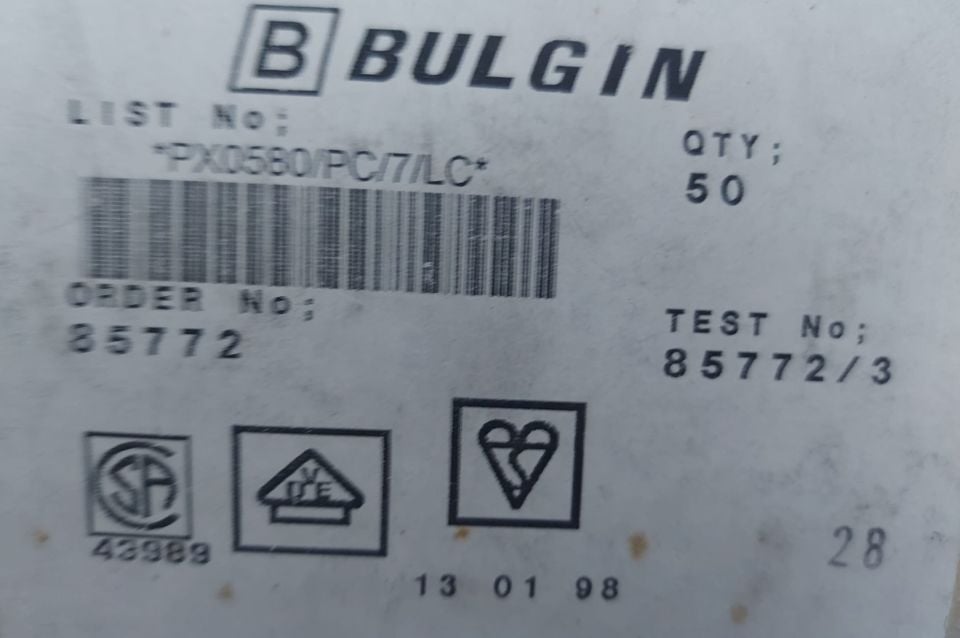 B BULGIN
LIST No;
*PX0580/PC/7/LC*
QTY;
50
ORDER No;
85772
TEST No;
85772/3
CSA
VDE
43989
28
13 01 98